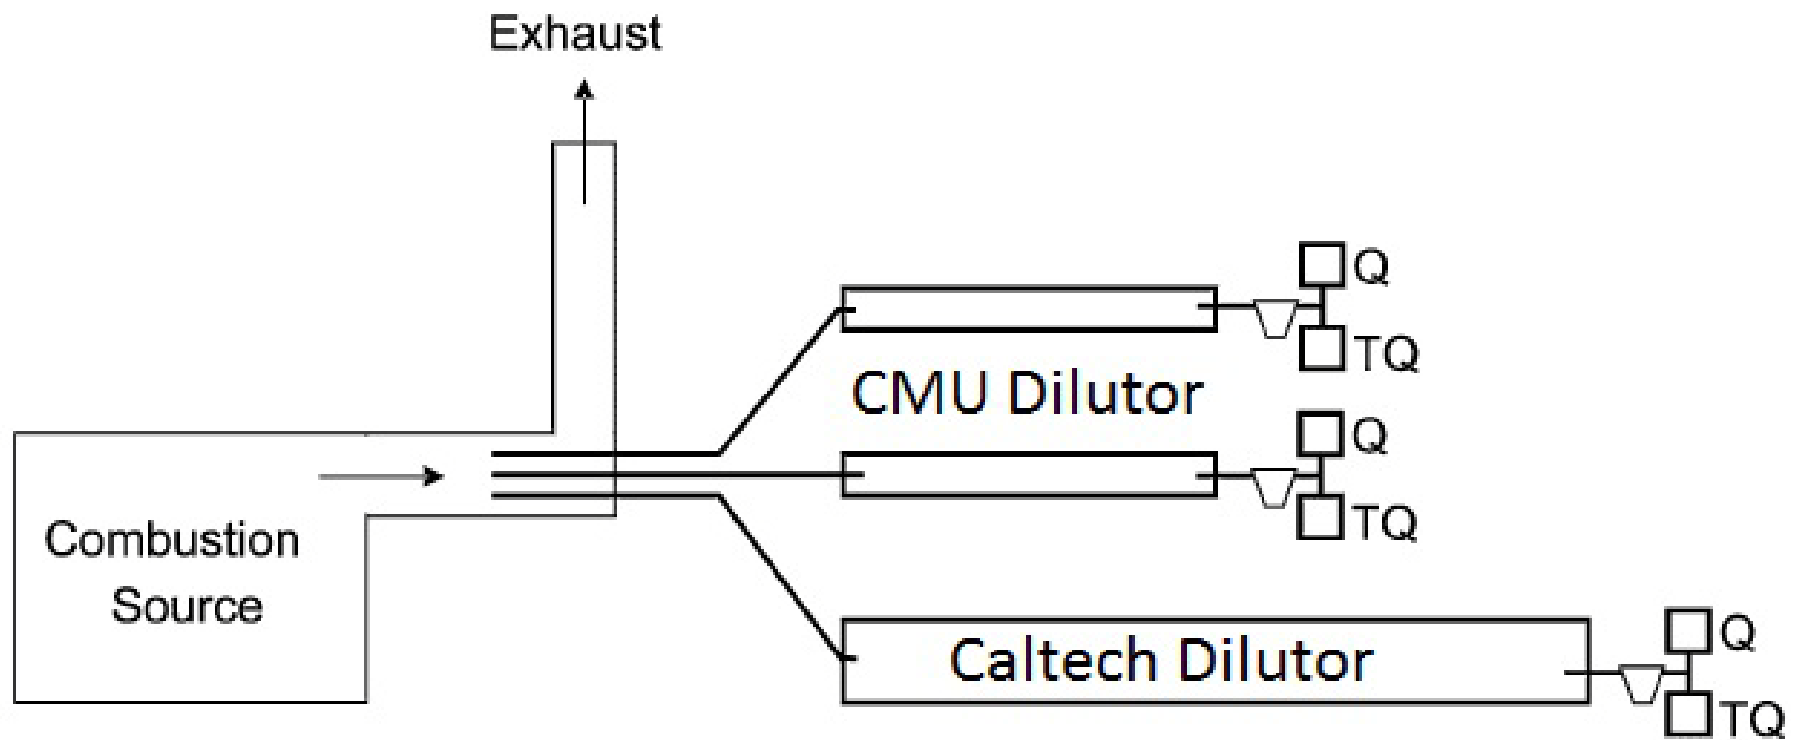 Exhaust
Q
TQ
CMU Dilutor
Q
TQ
Combustion
Source
Caltech Dilutor
Q
TQ